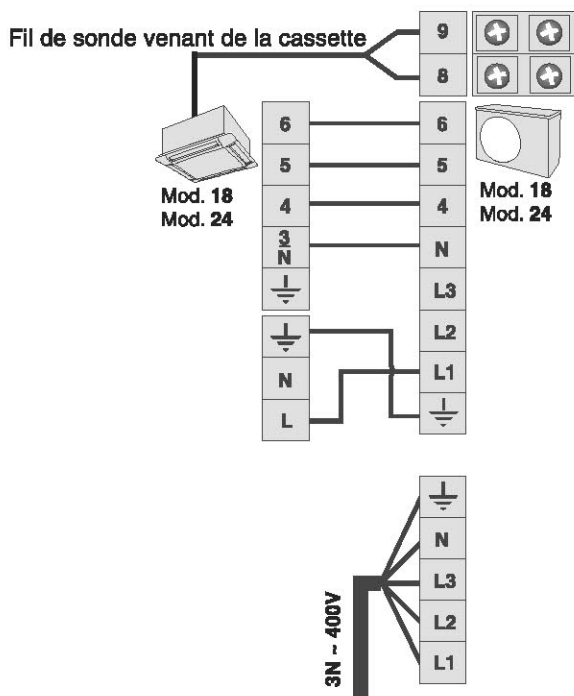 Fil de sonde venant de la cassette
9
8
6
5
4
3
N
6
5
4
N
L3
L2
L1
Mod. 18
Mod. 24
Mod. 18
Mod. 24
N
L
N
L3
L2
L1
3N ~ 400V